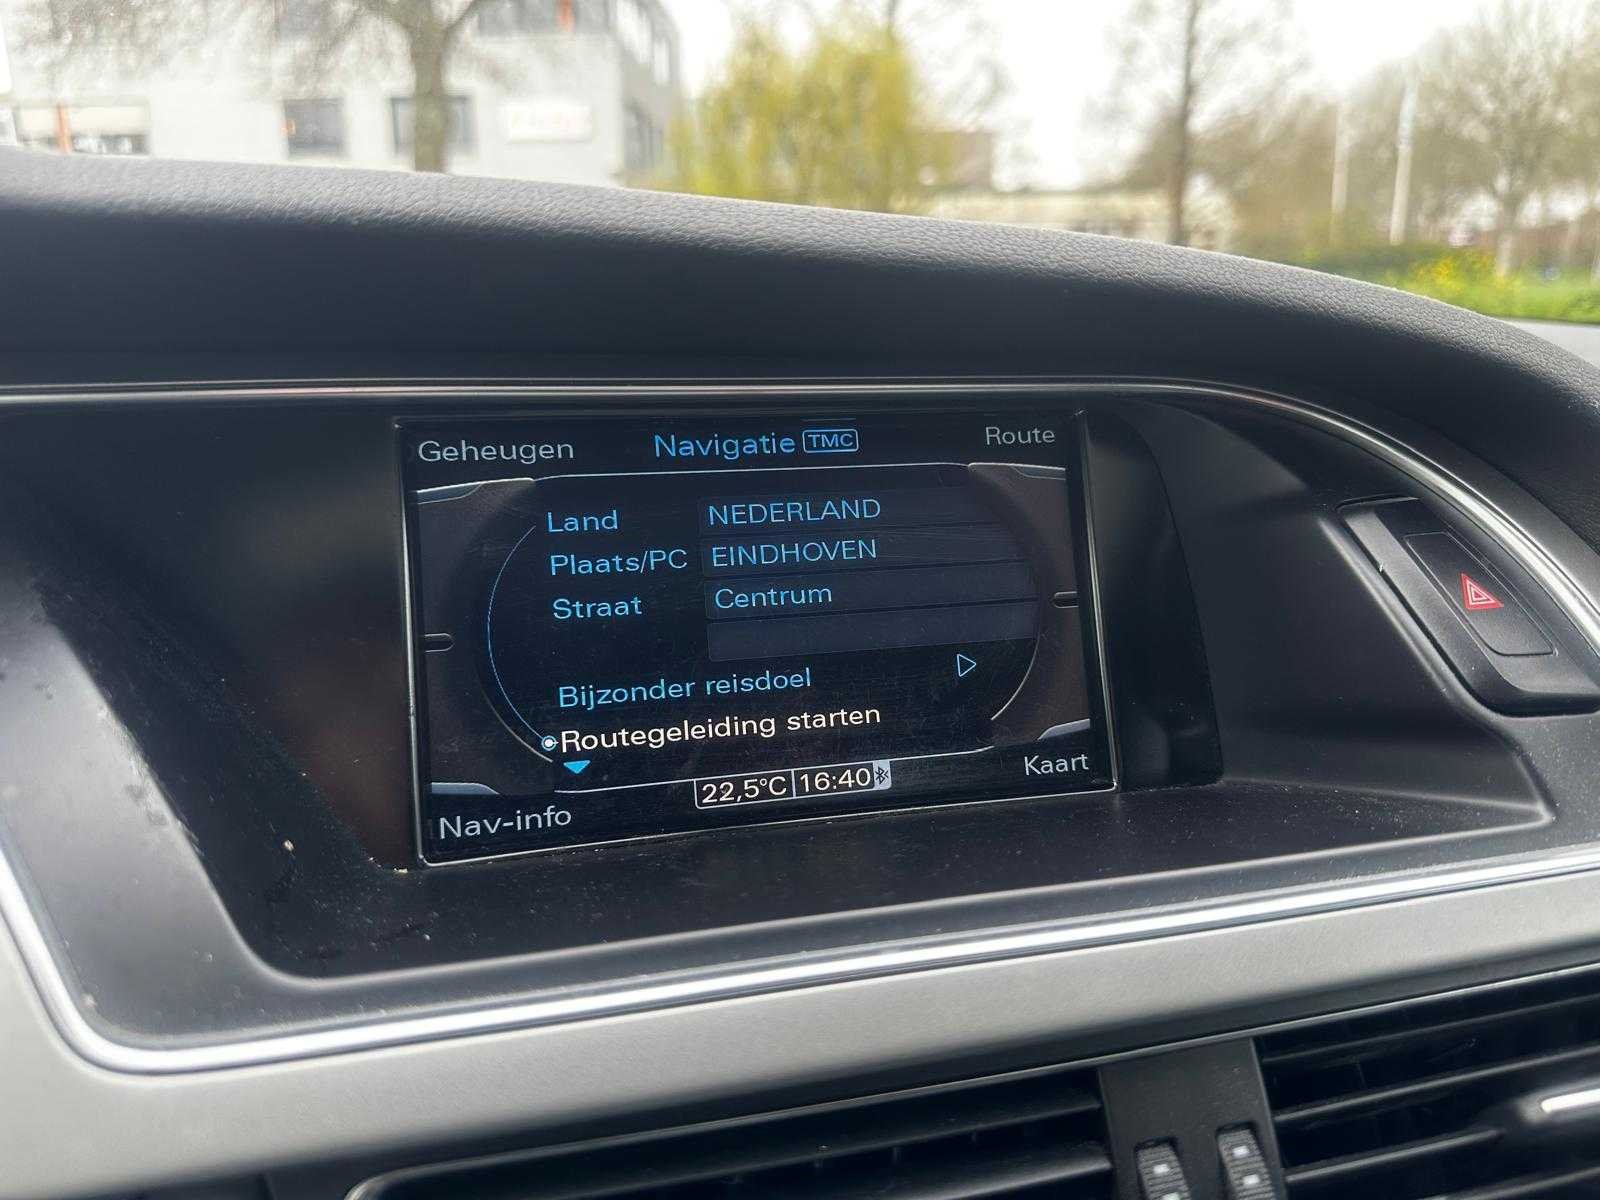 Geheugen
Navigatie TMC
Route
Land NEDERLAND
Plaats/PC EINDHOVEN
Straat Centrum
Bijzonder reisdoel
Routegeleiding starten
22,5°C 16:40
Nav-info
Kaart